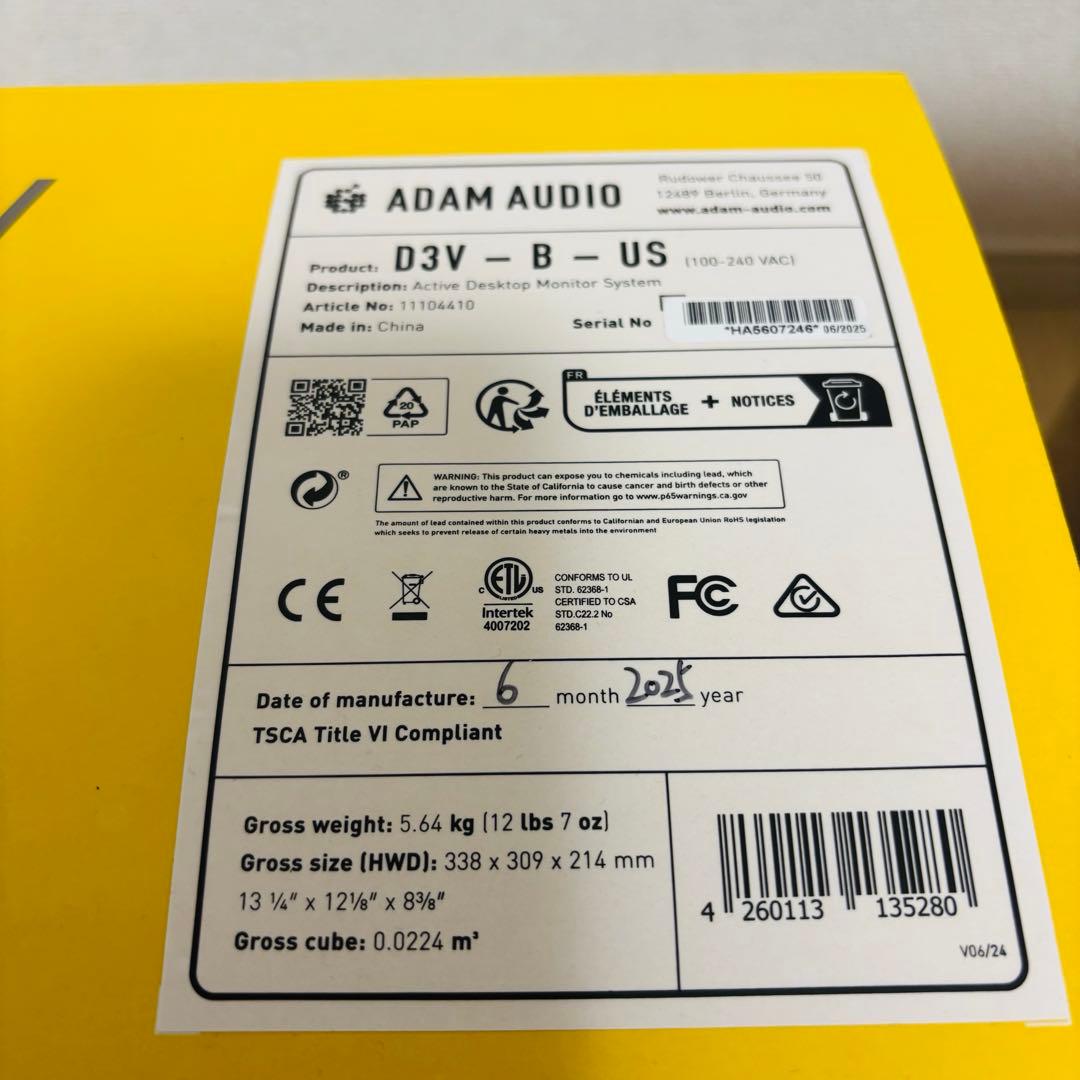 ADAM AUDIO
Rudower Chaussee 50
12489 Berlin, Germany
www.adam-audio.com
Product: D3V – B – US (100-240 VAC)
Description: Active Desktop Monitor System
Article No: 11104410
Made in: China
Serial No
*HA5607246* 06/2025
20
PAP
FR
ÉLÉMENTS
D'EMBALLAGE
+ NOTICES
®
WARNING: This product can expose you to chemicals including lead, which
are known to the State of California to cause cancer and birth defects or other
reproductive harm. For more information go to www.p65warnings.ca.gov
The amount of lead contained within this product conforms to Californian and European Union RoHS legislation
which seeks to prevent release of certain heavy metals into the environment
CE
C ETL US
LISTED
Intertek
4007202
CONFORMS TO UL
STD. 62368-1
CERTIFIED TO CSA
STD.C22.2 No
62368-1
FC
Date of manufacture: 6 month 2025 year
TSCA Title VI Compliant
Gross weight: 5.64 kg (12 lbs 7 oz)
Gross size (HWD): 338 x 309 x 214 mm
13 ¼" x 12⅛" x 8⅜"
Gross cube: 0.0224 m³
4 260113 135280
V06/24